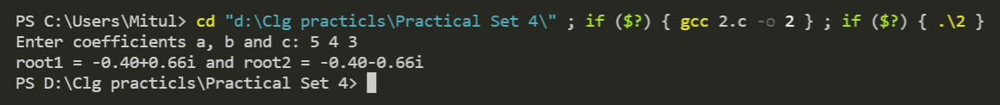 PS C:\Users\Mitul> cd "d:\Clg practicls\Practical Set 4\" ; if ($?) { gcc 2.c -o 2 } ; if ($?) { .\2 }
Enter coefficients a, b and c: 5 4 3
root1 = -0.40+0.66i and root2 = -0.40-0.66i
PS D:\Clg practicls\Practical Set 4>